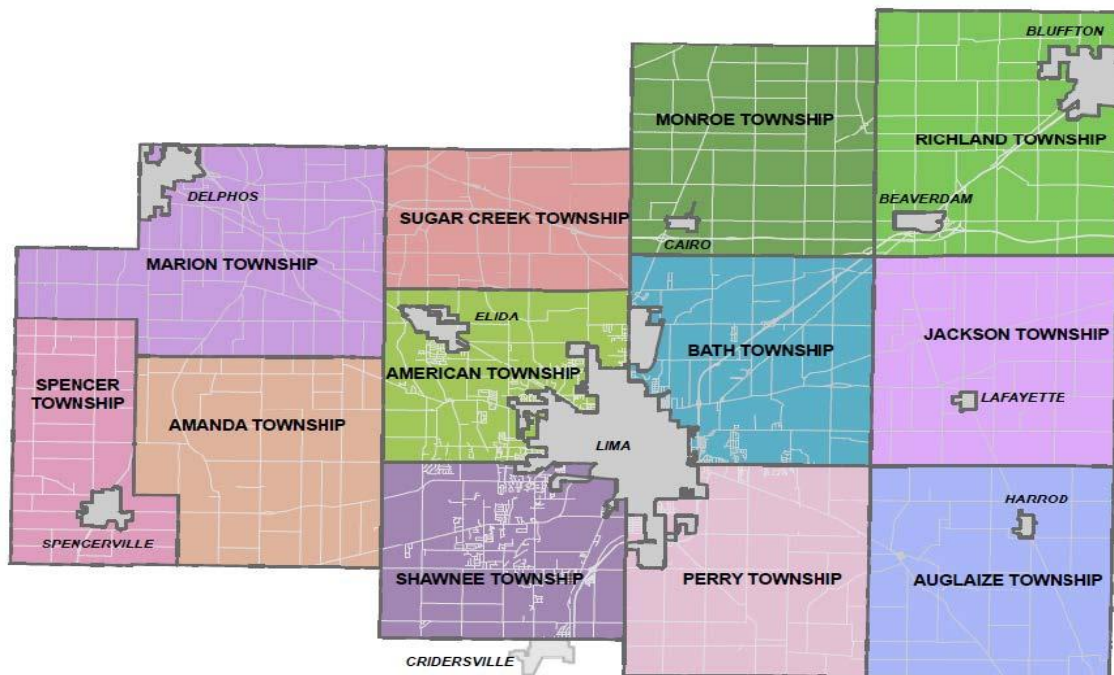 BLUFFTON
MONROE TOWNSHIP
RICHLAND TOWNSHIP
DELPHOS
BEAVERDAM
SUGAR CREEK TOWNSHIP
CAIRO
MARION TOWNSHIP
ELIDA
JACKSON TOWNSHIP
BATH TOWNSHIP
SPENCER
TOWNSHIP
AMERICAN TOWNSHIP
LAFAYETTE
AMANDA TOWNSHIP
LIMA
HARROD
SPENCERVILLE
SHAWNEE TOWNSHIP
PERRY TOWNSHIP
AUGLAIZE TOWNSHIP
CRIDERSVILLE